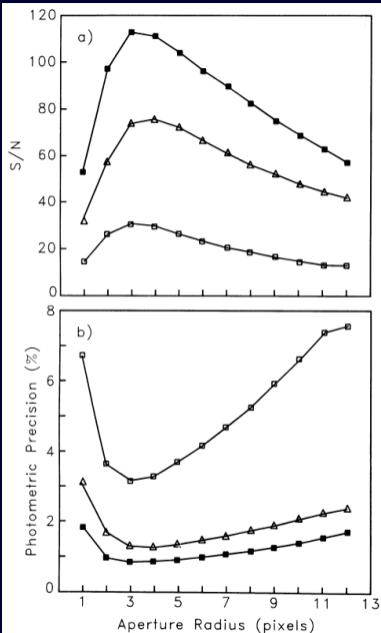 120
100
80
60
40
20
0
S/N
a)
8
6
4
2
0
Photometric Precision (%)
b)
1 3 5 7 9 11 13
Aperture Radius (pixels)